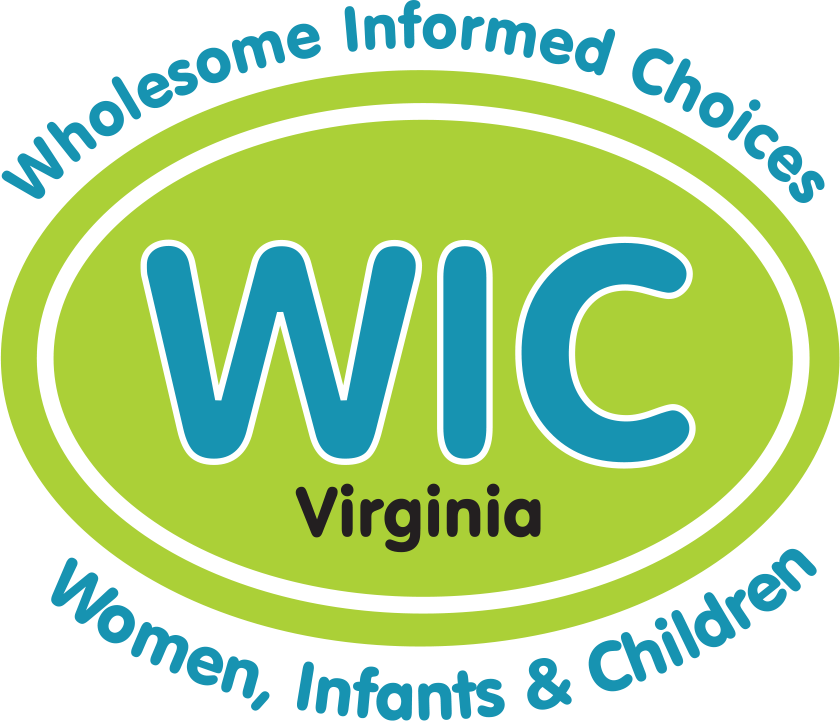 Wholesome Informed Choices
WIC
Virginia
Women, Infants & Children